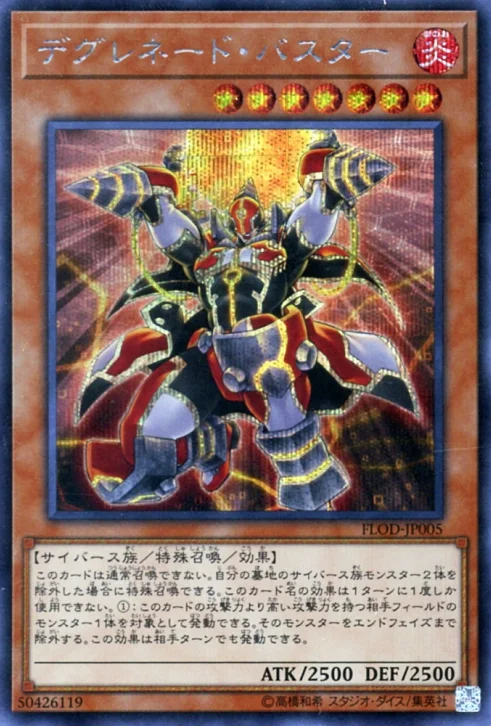 デグレネード・バスター
炎
FLOD-JP005
【サイバース族／特殊召喚／効果】
このカードは通常召喚できない。自分の墓地のサイバース族モンスター２体を
除外した場合に特殊召喚できる。このカード名の効果は１ターンに１度しか
使用できない。①：このカードの攻撃力より高い攻撃力を持つ相手フィールドの
モンスター１体を対象として発動できる。そのモンスターをエンドフェイズまで
除外する。この効果は相手ターンでも発動できる。
ATK/2500 DEF/2500
50426119
©高橋和希 スタジオ・ダイス/集英社